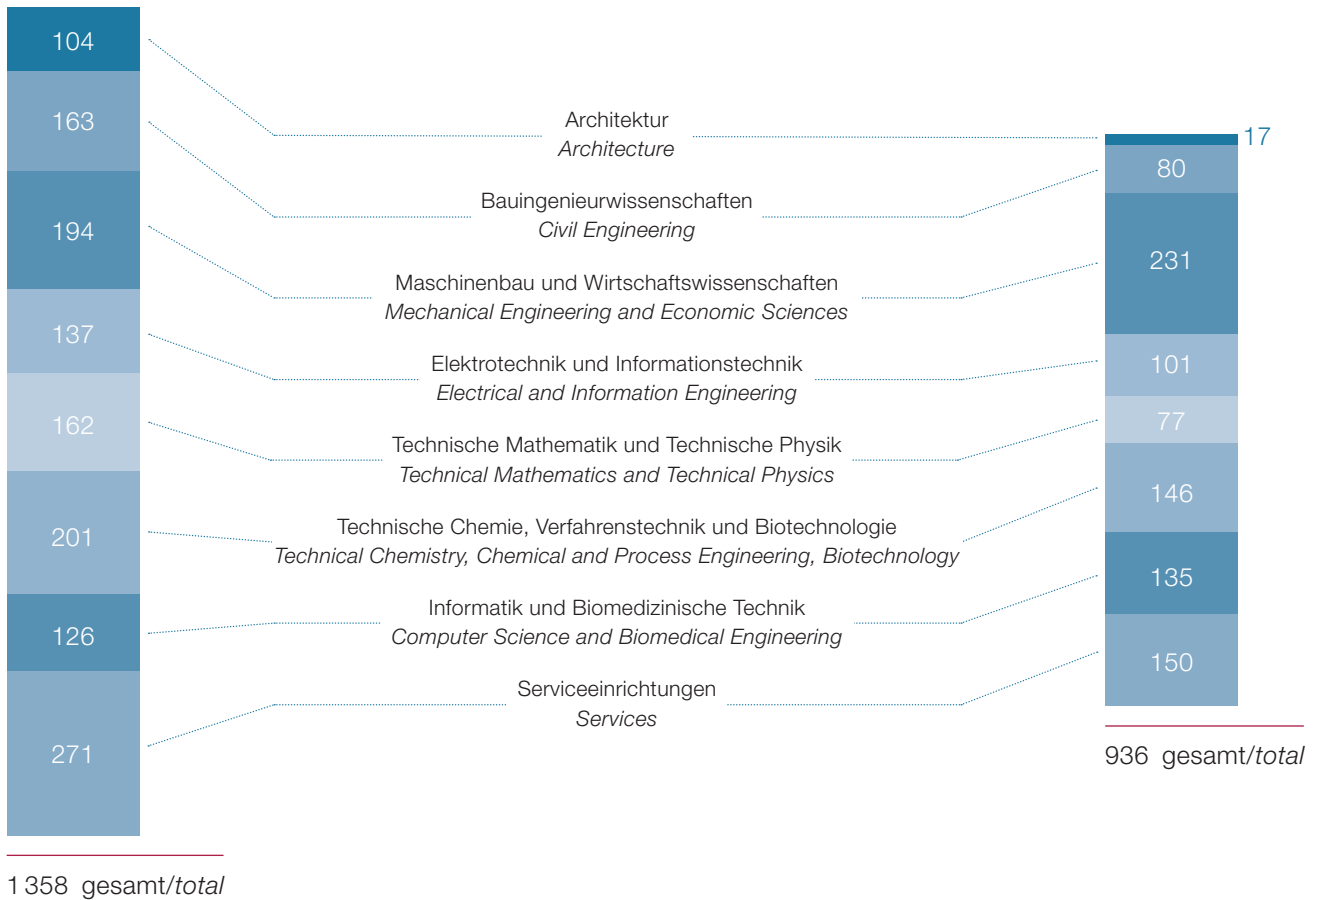 104
163
194
137
162
201
126
271
1 358 gesamt/total
Architektur
Architecture
Bauingenieurwissenschaften
Civil Engineering
Maschinenbau und Wirtschaftswissenschaften
Mechanical Engineering and Economic Sciences
Elektrotechnik und Informationstechnik
Electrical and Information Engineering
Technische Mathematik und Technische Physik
Technical Mathematics and Technical Physics
Technische Chemie, Verfahrenstechnik und Biotechnologie
Technical Chemistry, Chemical and Process Engineering, Biotechnology
Informatik und Biomedizinische Technik
Computer Science and Biomedical Engineering
Serviceeinrichtungen
Services
17
80
231
101
77
146
135
150
936 gesamt/total